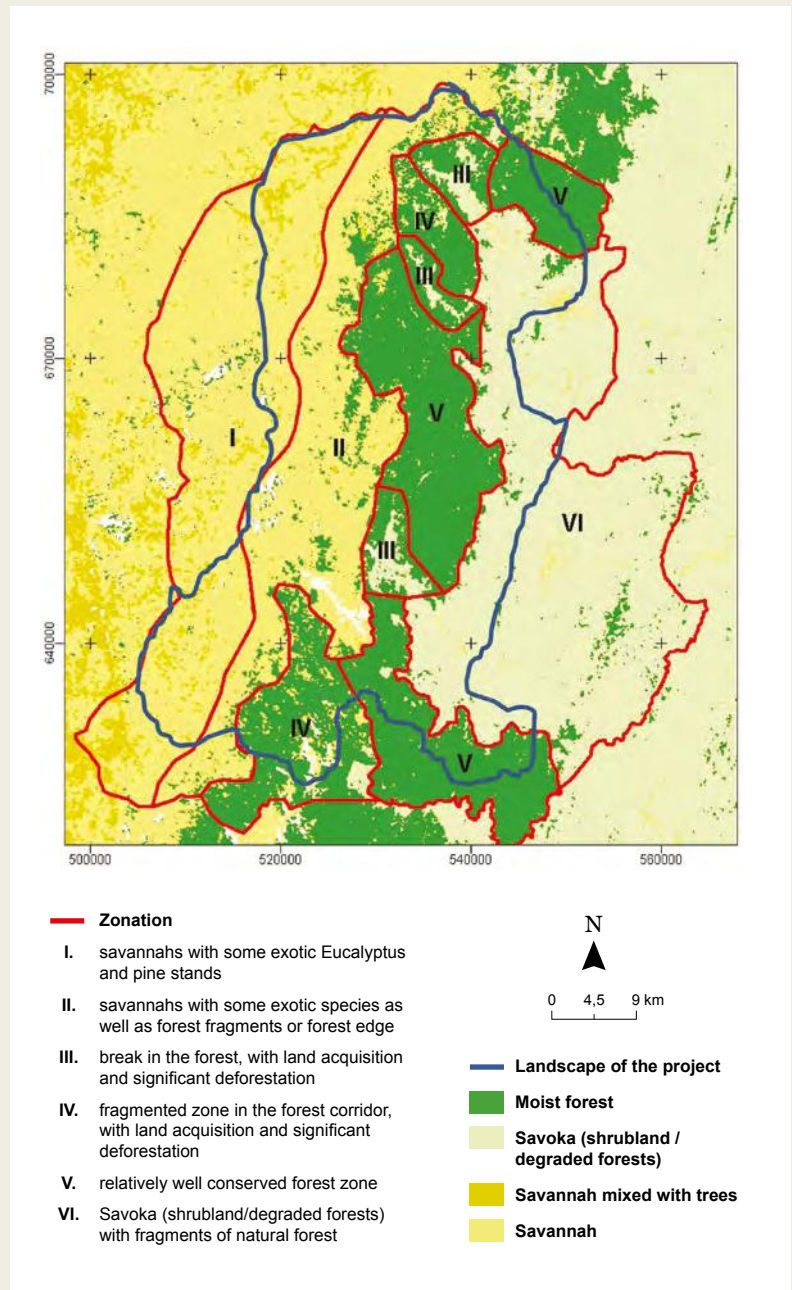 700000
670000
640000
500000
520000
540000
560000
III
V
IV
III
V
I
II
VI
III
IV
V
Zonation
I. savannahs with some exotic Eucalyptus
and pine stands
II. savannahs with some exotic species as
well as forest fragments or forest edge
III. break in the forest, with land acquisition
and significant deforestation
IV. fragmented zone in the forest corridor,
with land acquisition and significant
deforestation
V. relatively well conserved forest zone
VI. Savoka (shrubland/degraded forests)
with fragments of natural forest
N
0 4,5 9 km
Landscape of the project
Moist forest
Savoka (shrubland /
degraded forests)
Savannah mixed with trees
Savannah